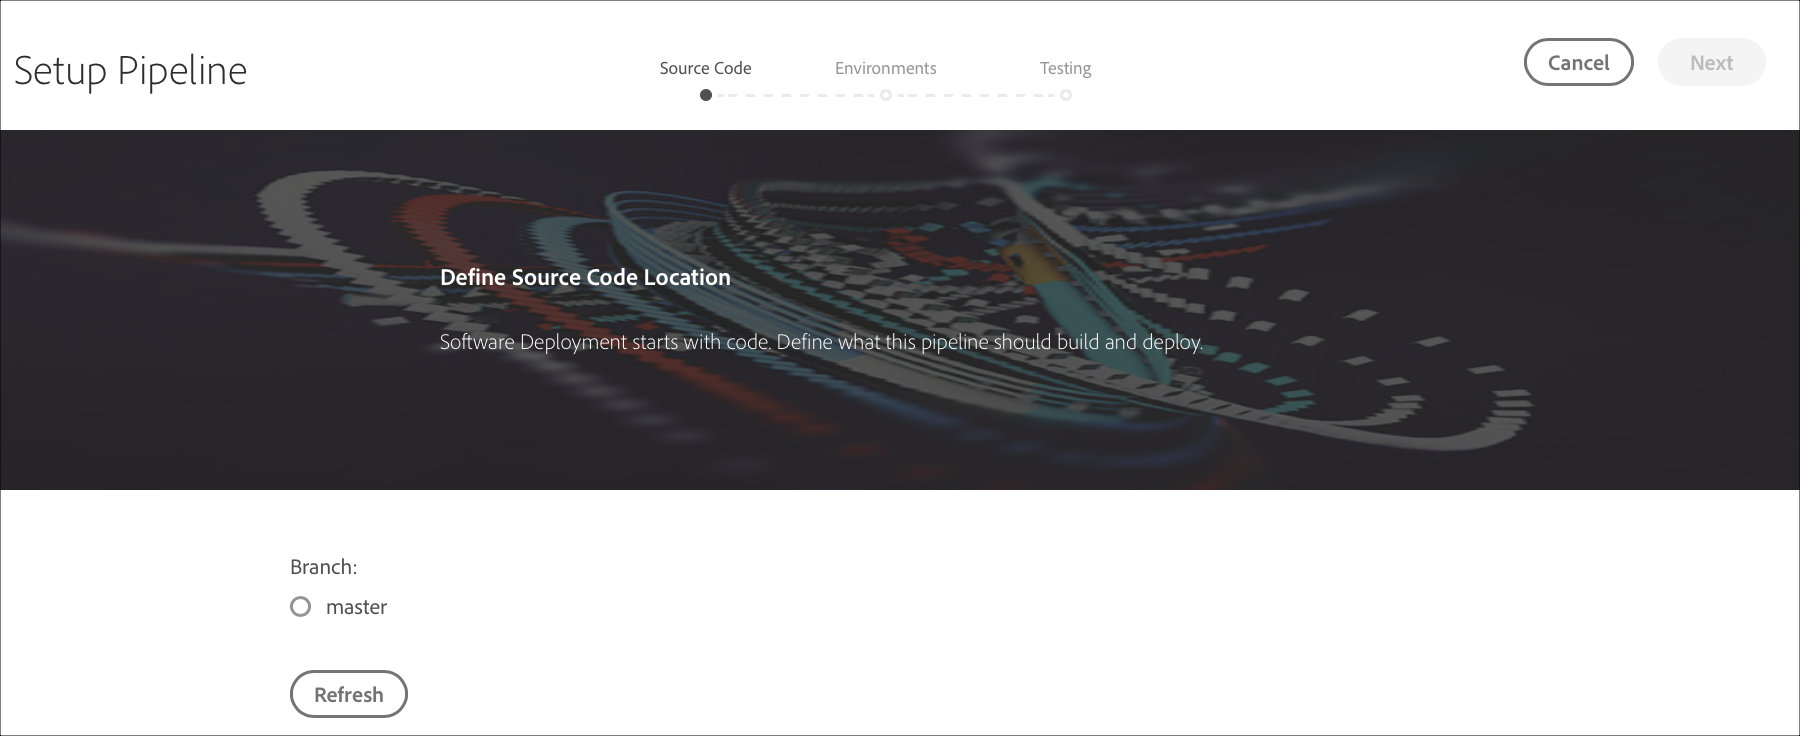 Setup Pipeline
Source Code
Environments
Testing
Cancel
Next
Define Source Code Location
Software Deployment starts with code. Define what this pipeline should build and deploy.
Branch:
master
Refresh